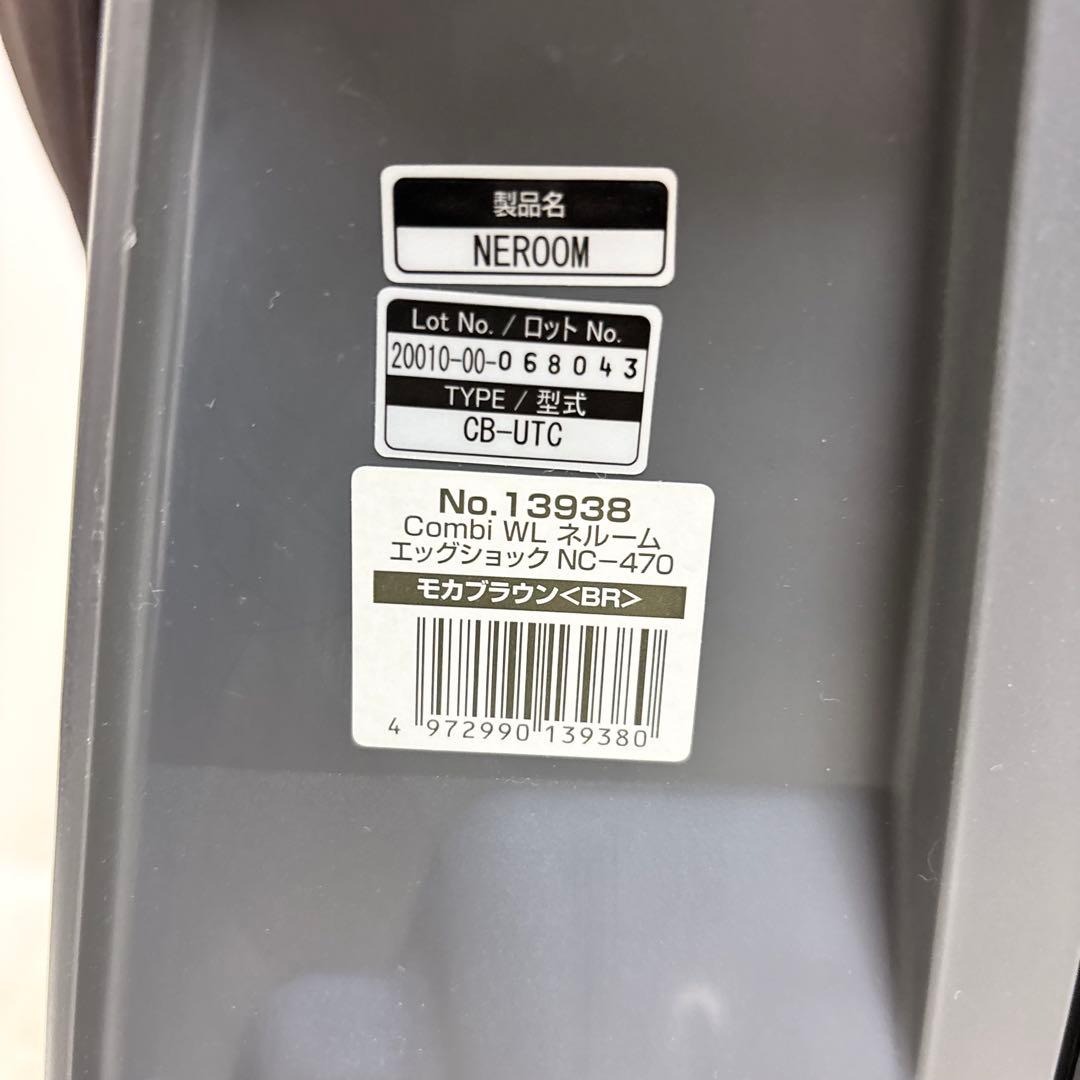 製品名
NEROOM
Lot No. / ロット No.
20010-00-068043
TYPE / 型式
CB-UTC
No.13938
Combi WL ネルーム
エッグショック NC-470
モカブラウン<BR>
4 972990 139380